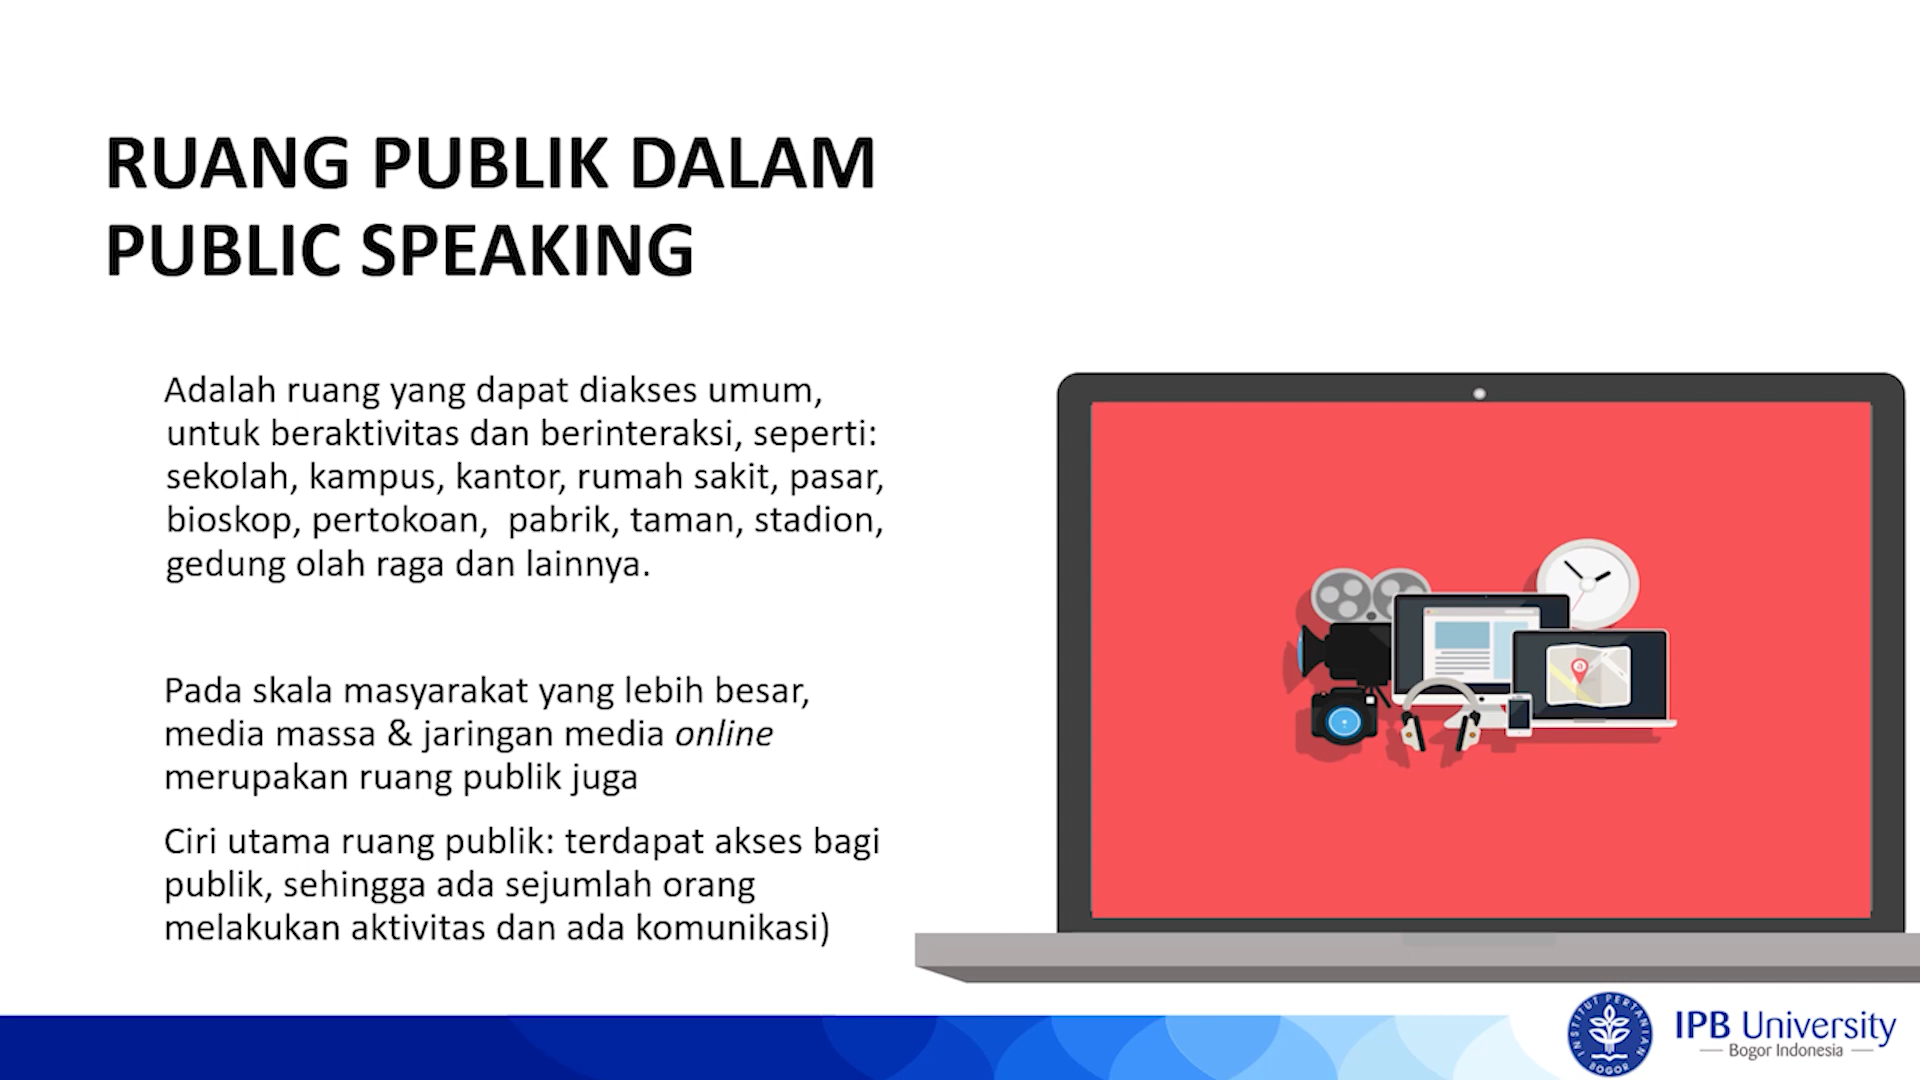 RUANG PUBLIK DALAM
PUBLIC SPEAKING
Adalah ruang yang dapat diakses umum,
untuk beraktivitas dan berinteraksi, seperti:
sekolah, kampus, kantor, rumah sakit, pasar,
bioskop, pertokoan,  pabrik, taman, stadion,
gedung olah raga dan lainnya.
Pada skala masyarakat yang lebih besar,
media massa & jaringan media online
merupakan ruang publik juga
Ciri utama ruang publik: terdapat akses bagi
publik, sehingga ada sejumlah orang
melakukan aktivitas dan ada komunikasi)
INSTITUT PERTANIAN
BOGOR
IPB University
Bogor Indonesia